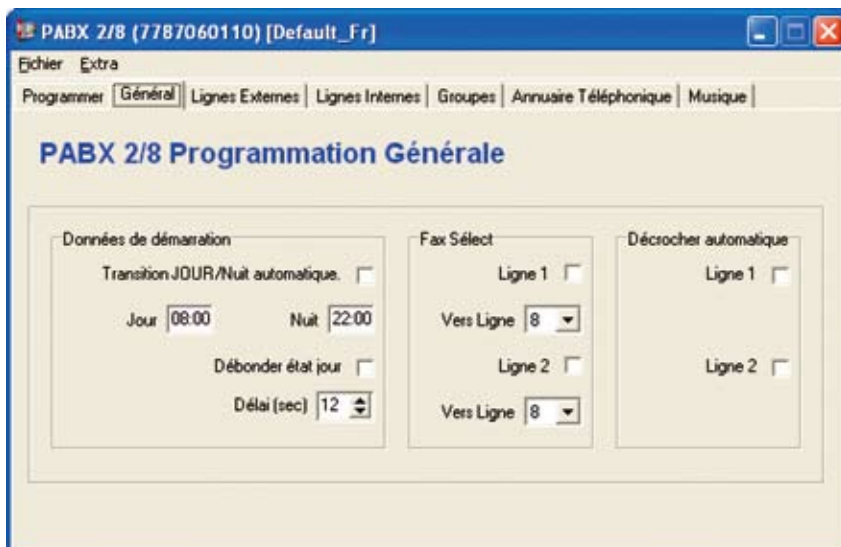 PABX 2/8 (7787060110) [Default_Fr]
Fichier Extra
Programmer Général Lignes Externes Lignes Internes Groupes Annuaire Téléphonique Musique
PABX 2/8 Programmation Générale
Données de démarration
Transition JOUR/Nuit automatique.
Jour 08:00 Nuit 22:00
Débonder état jour
Délai (sec) 12
Fax Sélect
Ligne 1
Vers Ligne 8
Ligne 2
Vers Ligne 8
Décrocher automatique
Ligne 1
Ligne 2